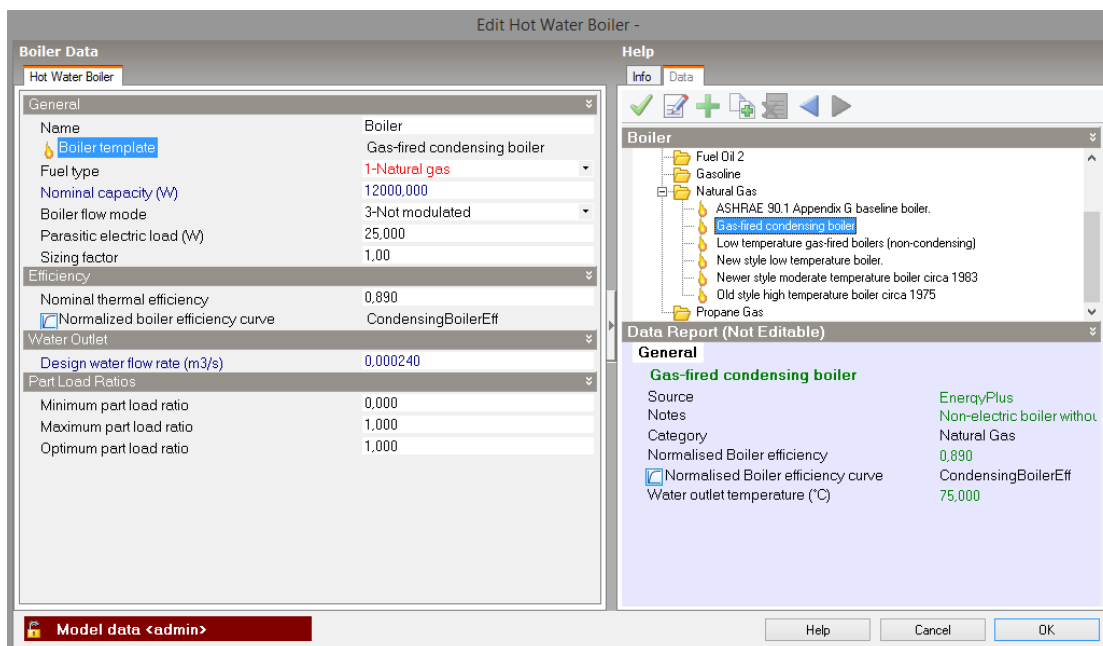 Edit Hot Water Boiler -
Boiler Data
Hot Water Boiler
General
Name Boiler
Boiler template Gas-fired condensing boiler
Fuel type 1-Natural gas
Nominal capacity (W) 12000,000
Boiler flow mode 3-Not modulated
Parasitic electric load (W) 25,000
Sizing factor 1,00
Efficiency
Nominal thermal efficiency 0,890
Normalized boiler efficiency curve CondensingBoilerEff
Water Outlet
Design water flow rate (m3/s) 0,000240
Part Load Ratios
Minimum part load ratio 0,000
Maximum part load ratio 1,000
Optimum part load ratio 1,000
Model data <admin>
Help
Info Data
Boiler
Fuel Oil 2
Gasoline
Natural Gas
ASHRAE 90.1 Appendix G baseline boiler.
Gas-fired condensing boiler
Low temperature gas-fired boilers (non-condensing)
New style low temperature boiler.
Newer style moderate temperature boiler circa 1983
Old style high temperature boiler circa 1975
Propane Gas
Data Report (Not Editable)
General
Gas-fired condensing boiler
Source EnergyPlus
Notes Non-electric boiler withou
Category Natural Gas
Normalised Boiler efficiency 0,890
Normalised Boiler efficiency curve CondensingBoilerEff
Water outlet temperature (°C) 75,000
Help Cancel OK